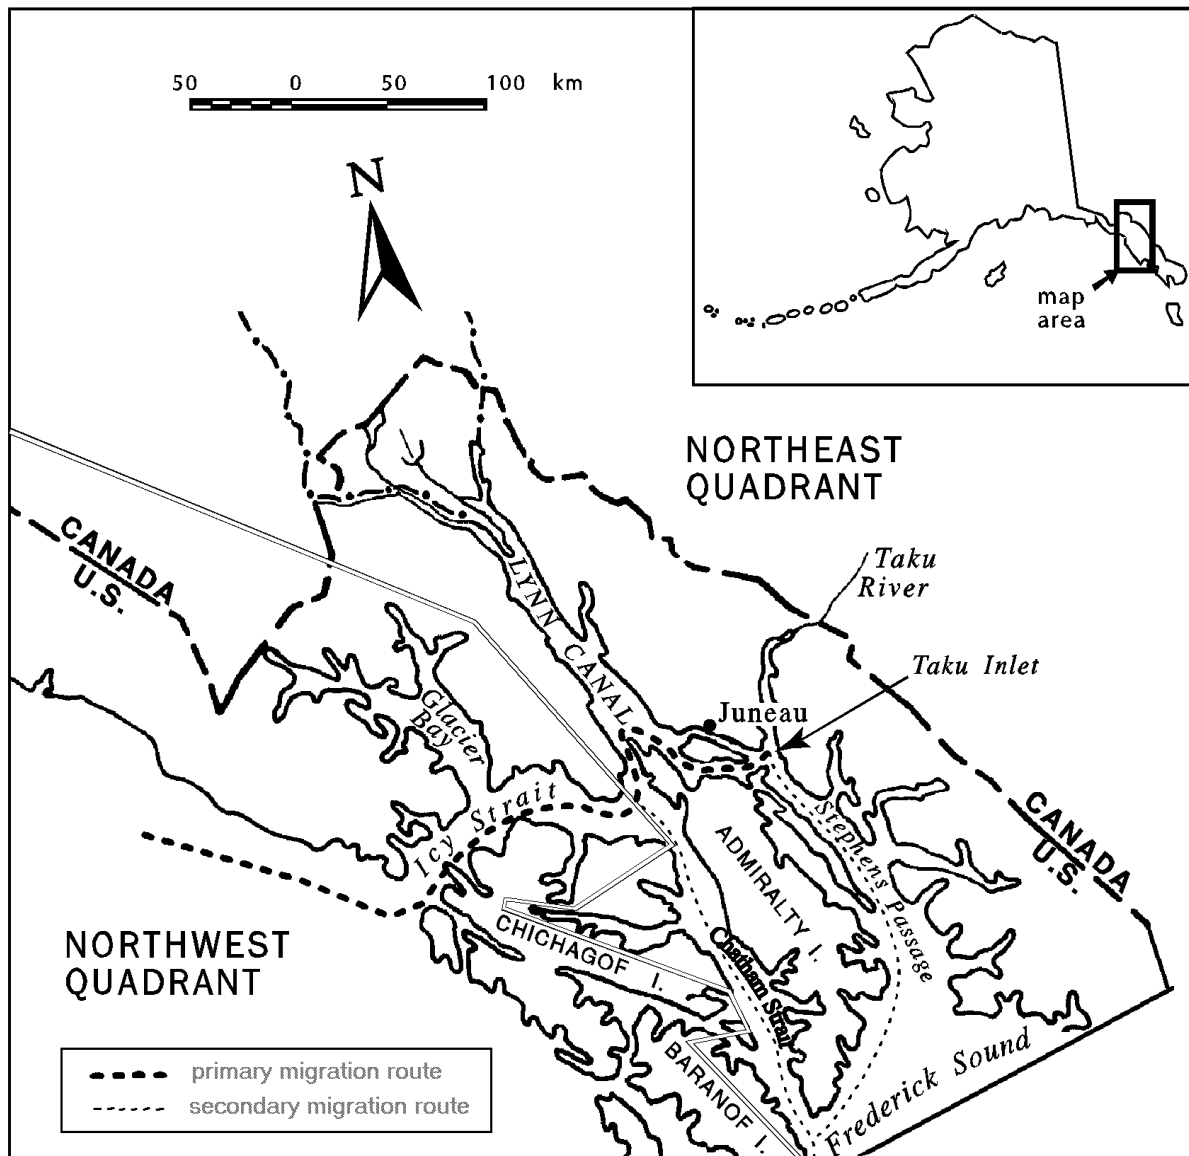 50 0 50 100 km
N
map
area
NORTHEAST
QUADRANT
CANADA
U.S.
Taku
River
LYNN CANAL
Taku Inlet
Juneau
Glacier
Bay
Icy Strait
Stephens Passage
ADMIRALTY I.
CANADA
U.S.
CHICHAGOF I.
Chatham Strait
NORTHWEST
QUADRANT
BARANOF I.
Frederick Sound
primary migration route
secondary migration route